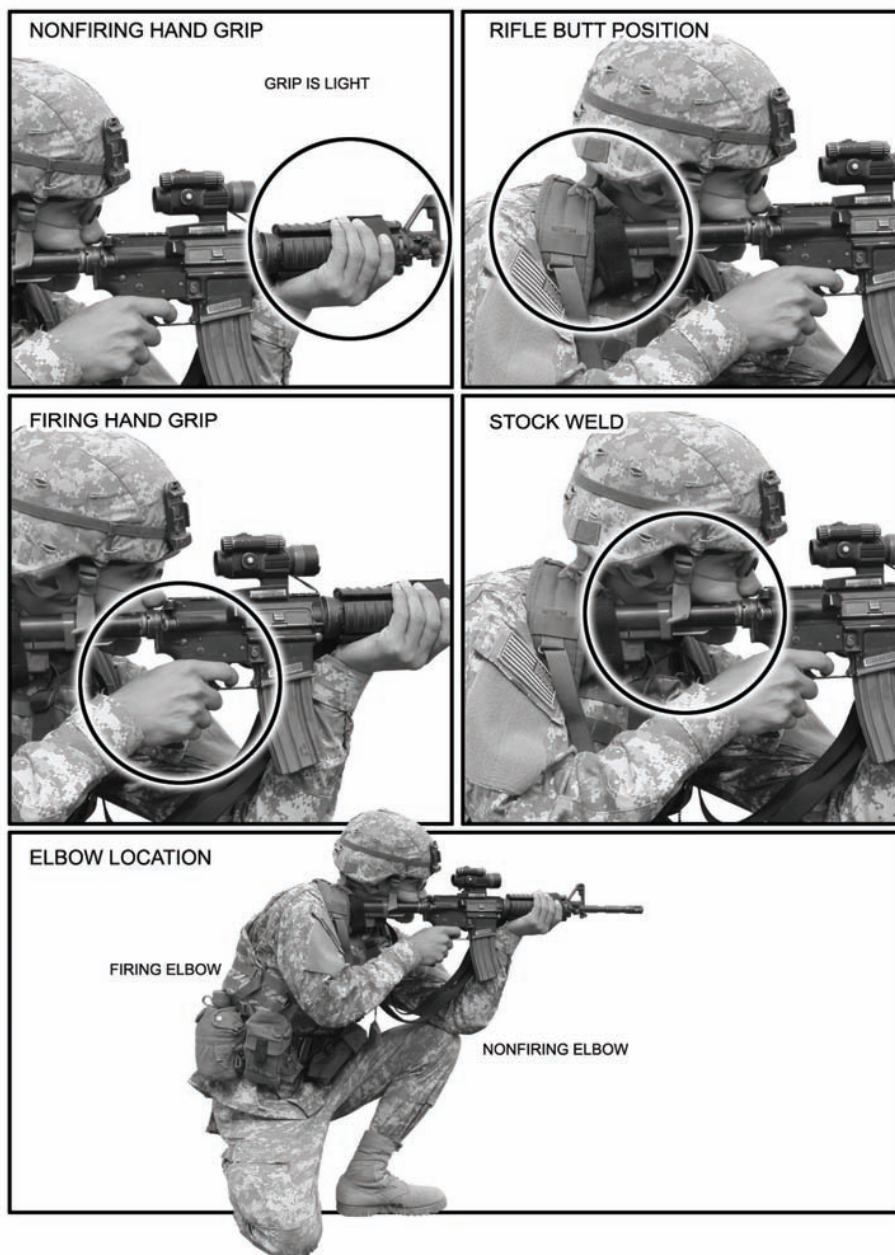 NONFIRING HAND GRIP
GRIP IS LIGHT
RIFLE BUTT POSITION
FIRING HAND GRIP
STOCK WELD
ELBOW LOCATION
FIRING ELBOW
NONFIRING ELBOW